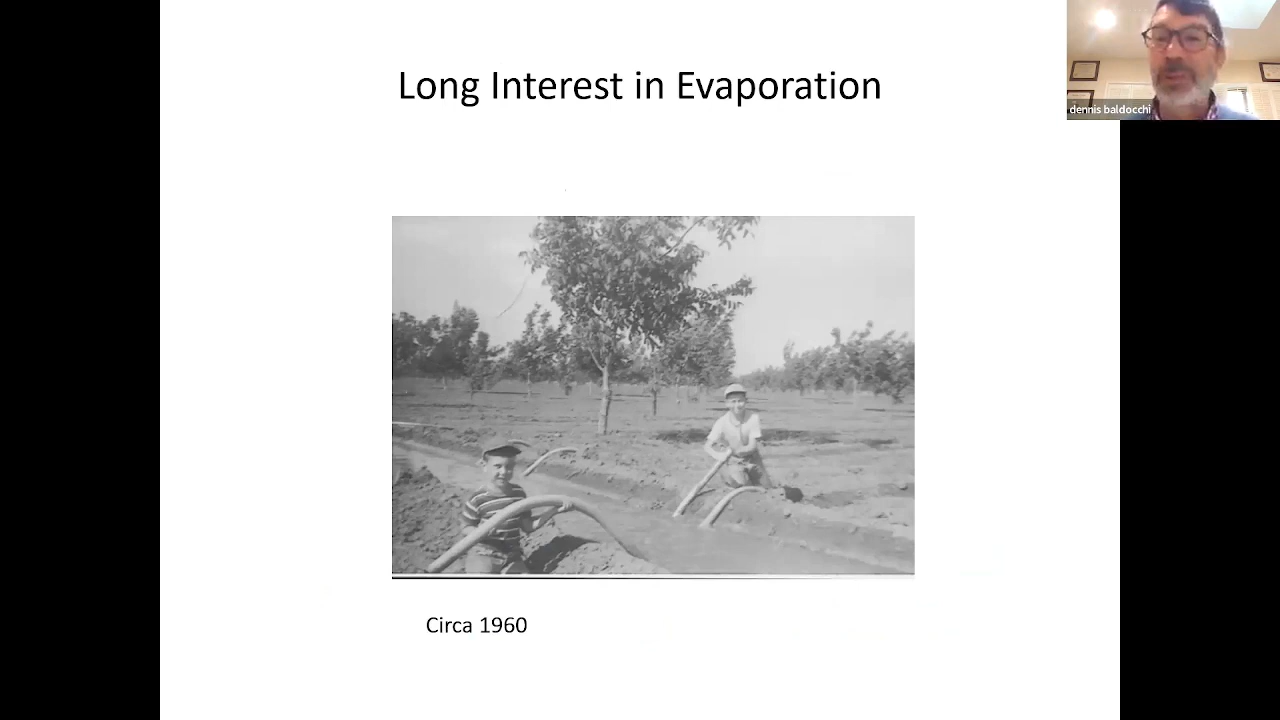 Long Interest in Evaporation
dennis baldocchi
Circa 1960